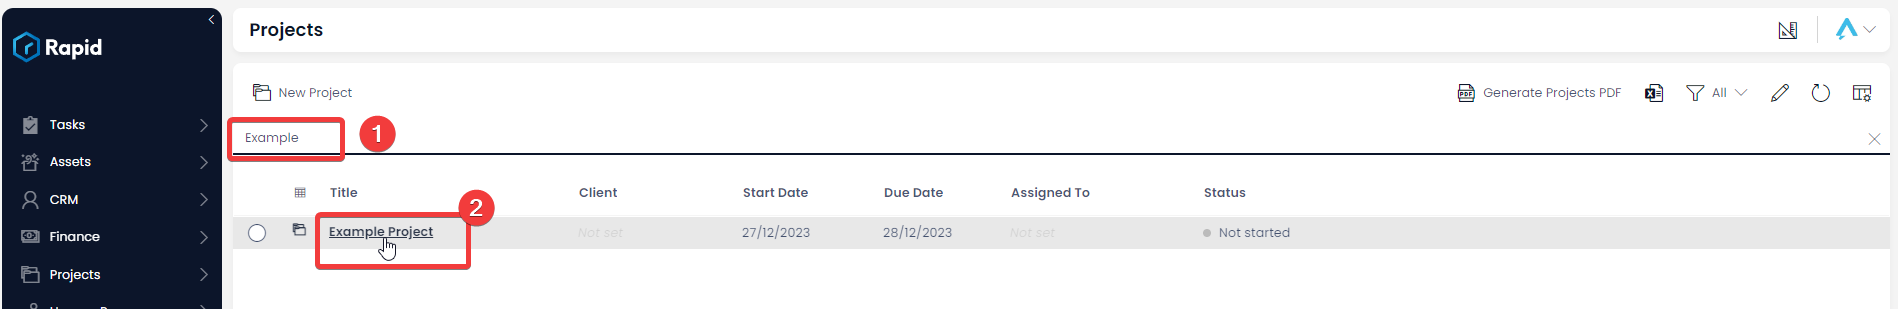 Rapid
Tasks
Assets
CRM
Finance
Projects
Projects
New Project
PDF
Generate Projects PDF
All
Example
1
Title
Client
Start Date
Due Date
Assigned To
Status
2
Example Project
Not set
27/12/2023
28/12/2023
Not set
Not started